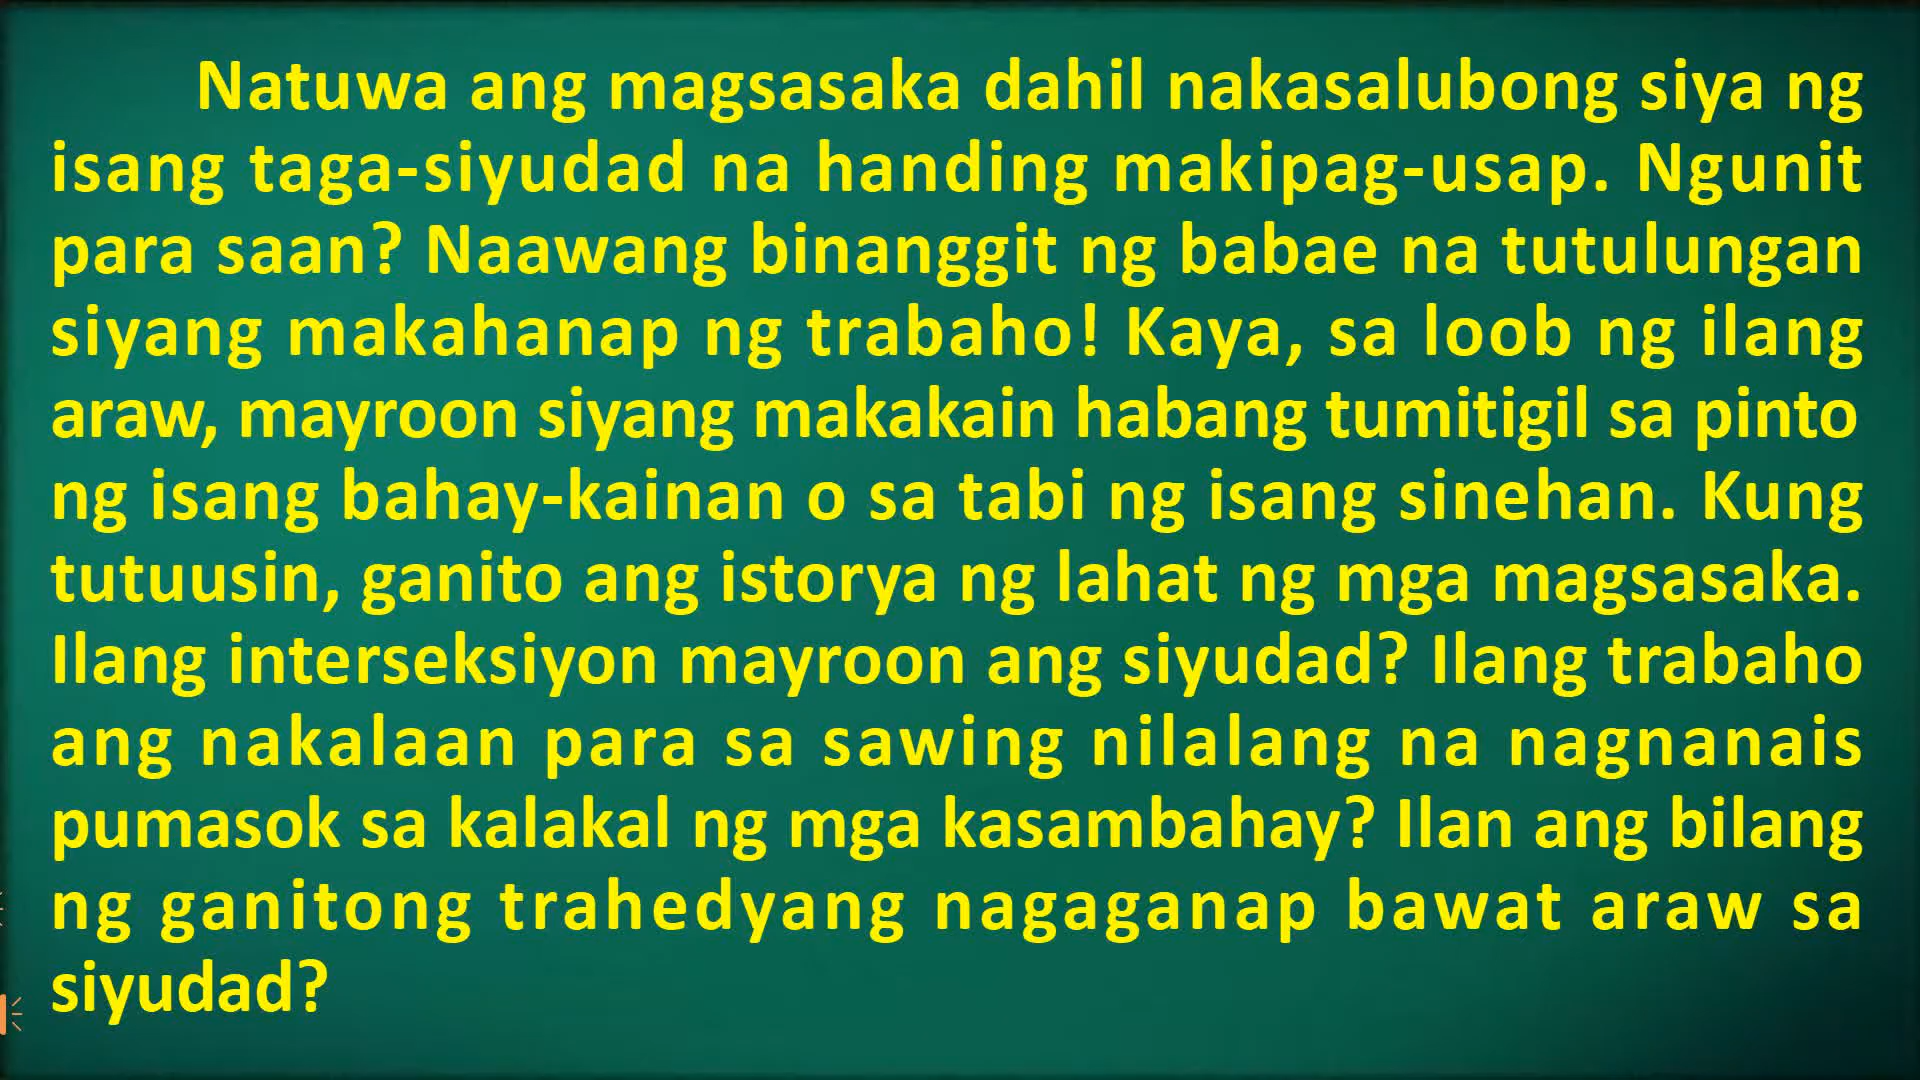 Natuwa ang magsasaka dahil nakasalubong siya ng
isang taga-siyudad na handing makipag-usap. Ngunit
para saan? Naawang binanggit ng babae na tutulungan
siyang makahanap ng trabaho! Kaya, sa loob ng ilang
araw, mayroon siyang makakain habang tumitigil sa pinto
ng isang bahay-kainan o sa tabi ng isang sinehan. Kung
tutuusin, ganito ang istorya ng lahat ng mga magsasaka.
Ilang interseksiyon mayroon ang siyudad? Ilang trabaho
ang nakalaan para sa sawing nilalang na nagnanais
pumasok sa kalakal ng mga kasambahay? Ilan ang bilang
ng ganitong trahedyang nagaganap bawat araw sa
siyudad?